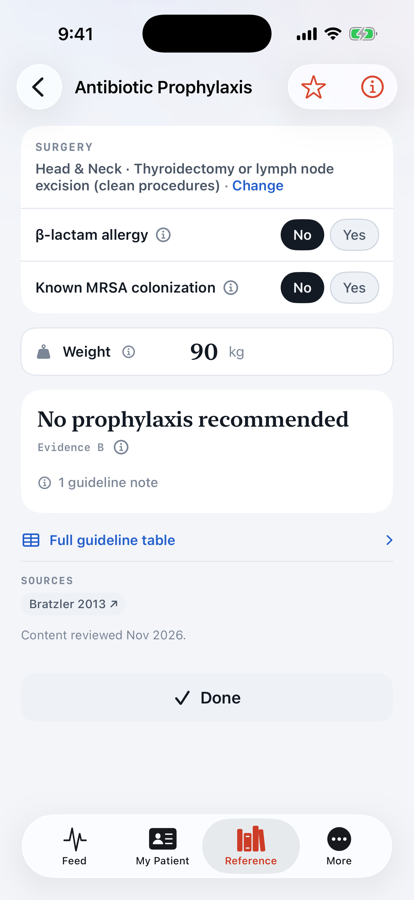 9:41
Antibiotic Prophylaxis
SURGERY
Head & Neck · Thyroidectomy or lymph node
excision (clean procedures) · Change
β-lactam allergy No Yes
Known MRSA colonization No Yes
Weight 90 kg
No prophylaxis recommended
Evidence B
1 guideline note
Full guideline table
SOURCES
Bratzler 2013 ↗
Content reviewed Nov 2026.
Done
Feed My Patient Reference More